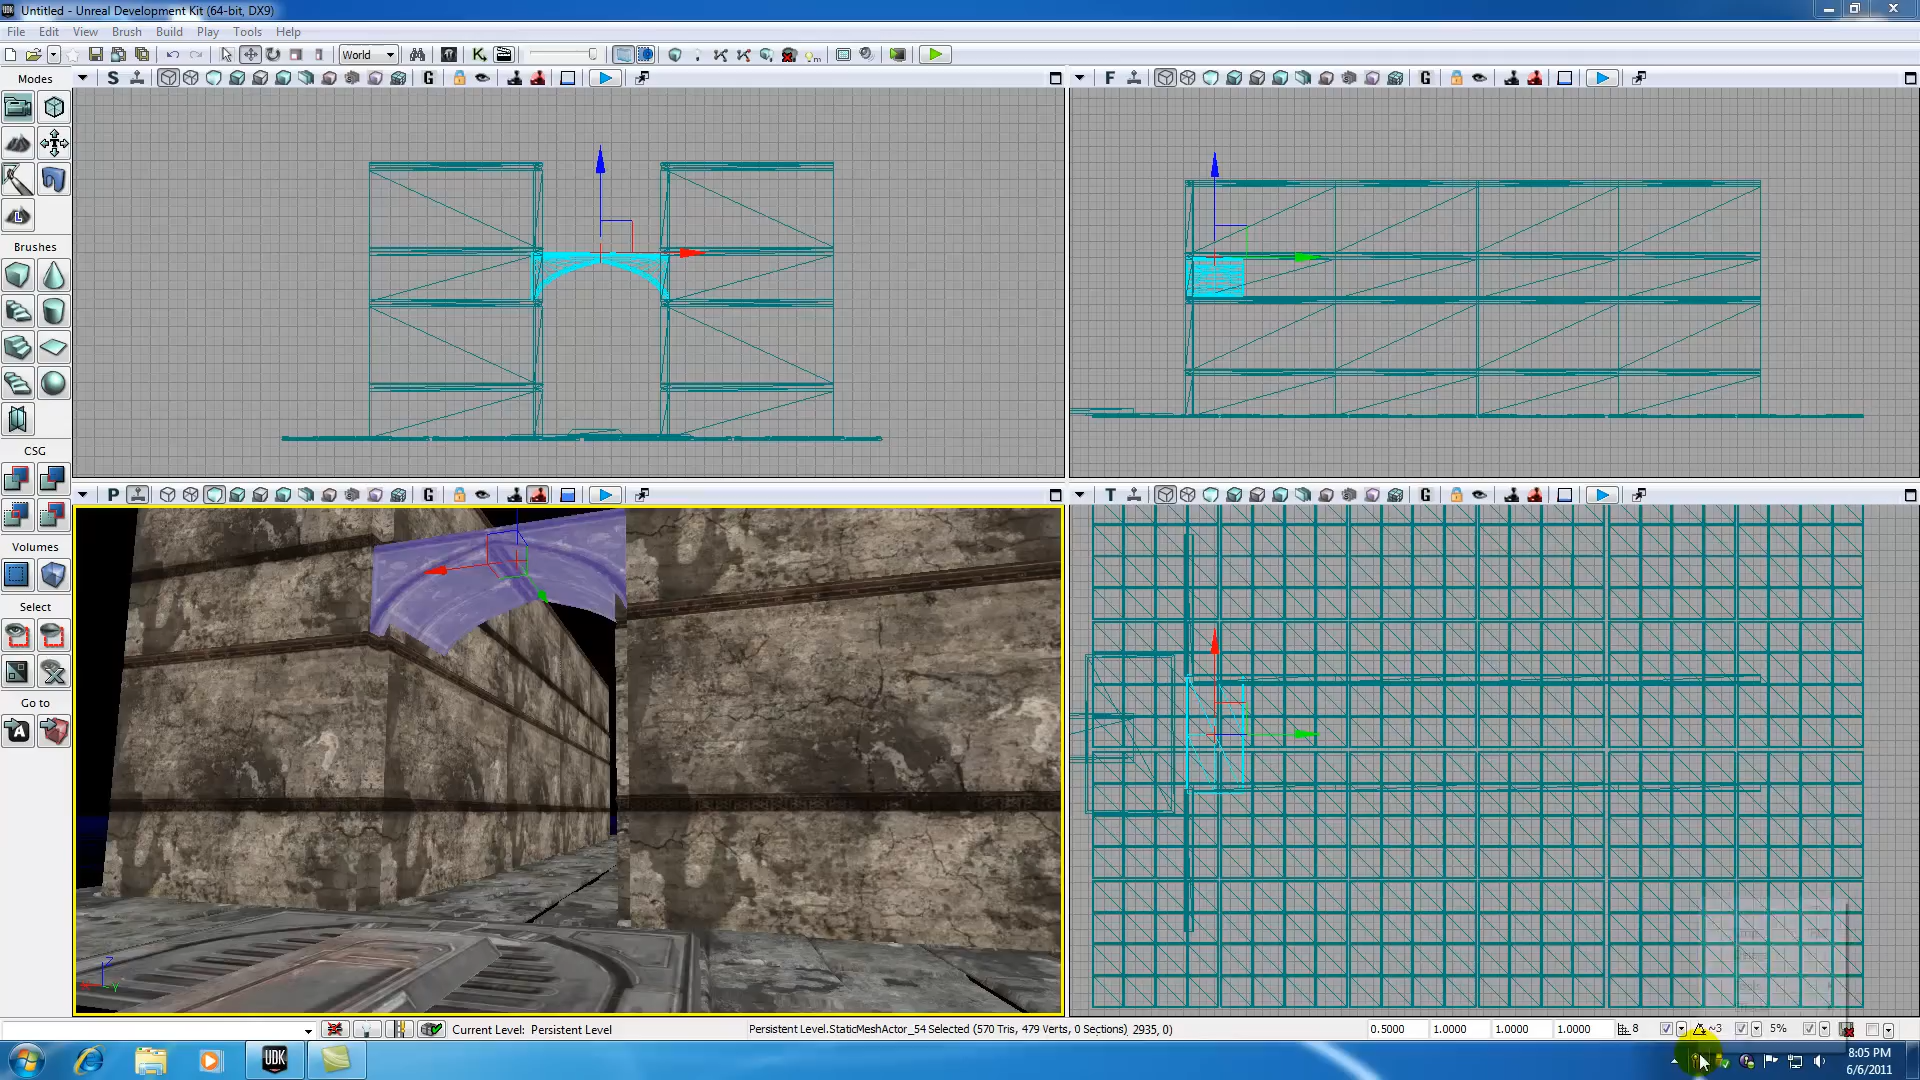 Untitled - Unreal Development Kit (64-bit, DX9)
File Edit View Brush Build Play Tools Help
World
Modes
S G
F G
Brushes
CSG
P G
T G
Volumes
Select
Go to
A
Current Level: Persistent Level
Persistent Level.StaticMeshActor_54 Selected (570 Tris, 479 Verts, 0 Sections) 2935, 0)
0.5000 1.0000 1.0000 1.0000 8 ~3 5%
UDK
8:05 PM
6/6/2011